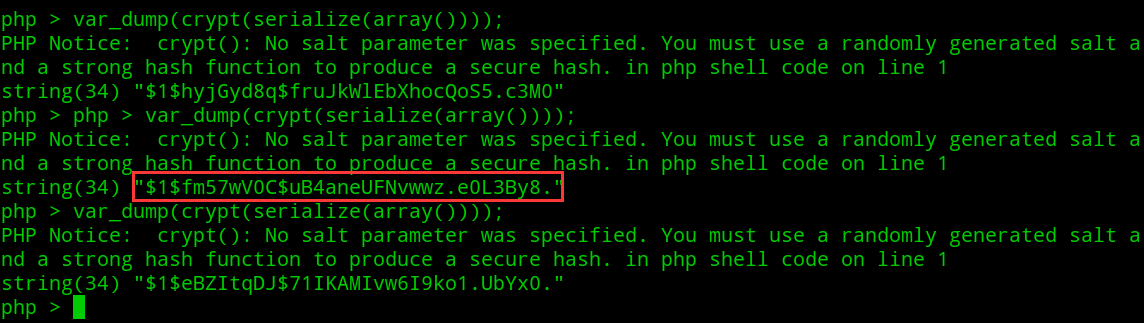 php > var_dump(crypt(serialize(array())));
PHP Notice:  crypt(): No salt parameter was specified. You must use a randomly generated salt a
nd a strong hash function to produce a secure hash. in php shell code on line 1
string(34) "$1$hyjGyd8q$fruJkWlEbXhocQoS5.c3M0"
php > php > var_dump(crypt(serialize(array())));
PHP Notice:  crypt(): No salt parameter was specified. You must use a randomly generated salt a
nd a strong hash function to produce a secure hash. in php shell code on line 1
string(34) "$1$fm57wV0C$uB4aneUFNvwwz.e0L3By8."
php > var_dump(crypt(serialize(array())));
PHP Notice:  crypt(): No salt parameter was specified. You must use a randomly generated salt a
nd a strong hash function to produce a secure hash. in php shell code on line 1
string(34) "$1$eBZItqDJ$71IKAMIvw6I9ko1.UbYx0."
php >